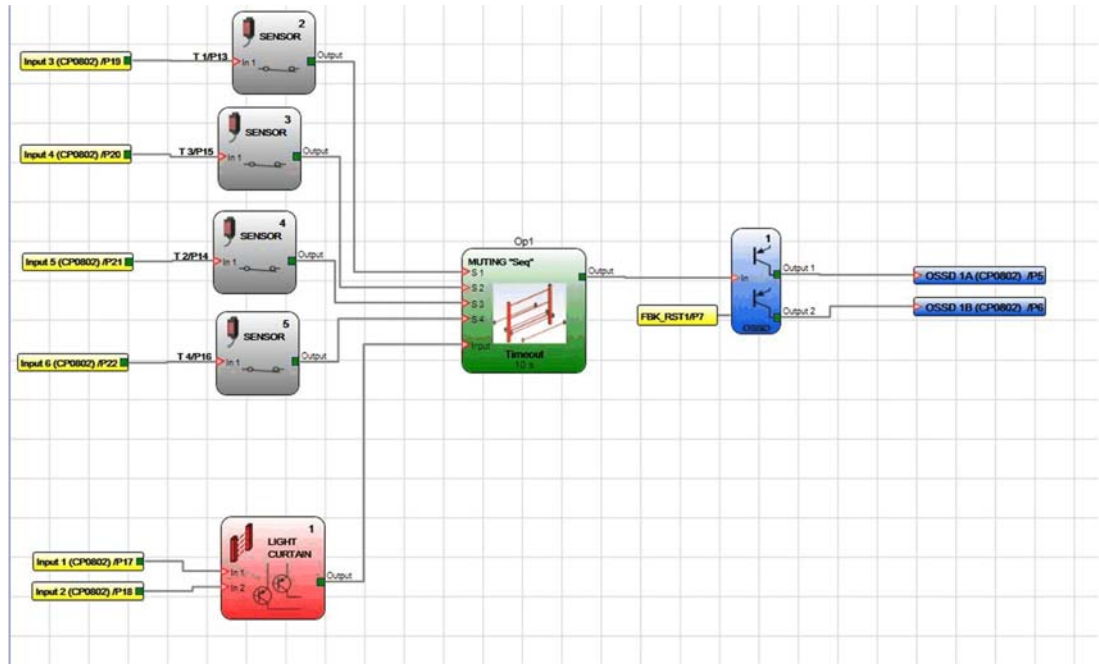 2
SENSOR
Input 3 (CP0802) /P19
T 1/P13
In 1
Output
3
SENSOR
Input 4 (CP0802) /P20
T 3/P15
In 1
Output
4
SENSOR
Input 5 (CP0802) /P21
T 2/P14
In 1
Output
5
SENSOR
Input 6 (CP0802) /P22
T 4/P16
In 1
Output
Op1
MUTING "Seq"
S 1
S 2
S 3
S 4
Input
Output
Timeout
10 s
1
In
Output 1
Output 2
OSSD
FBK_RST1/P7
OSSD 1A (CP0802) /P5
OSSD 1B (CP0802) /P6
1
LIGHT
CURTAIN
Input 1 (CP0802) /P17
Input 2 (CP0802) /P18
In 1
In 2
Output